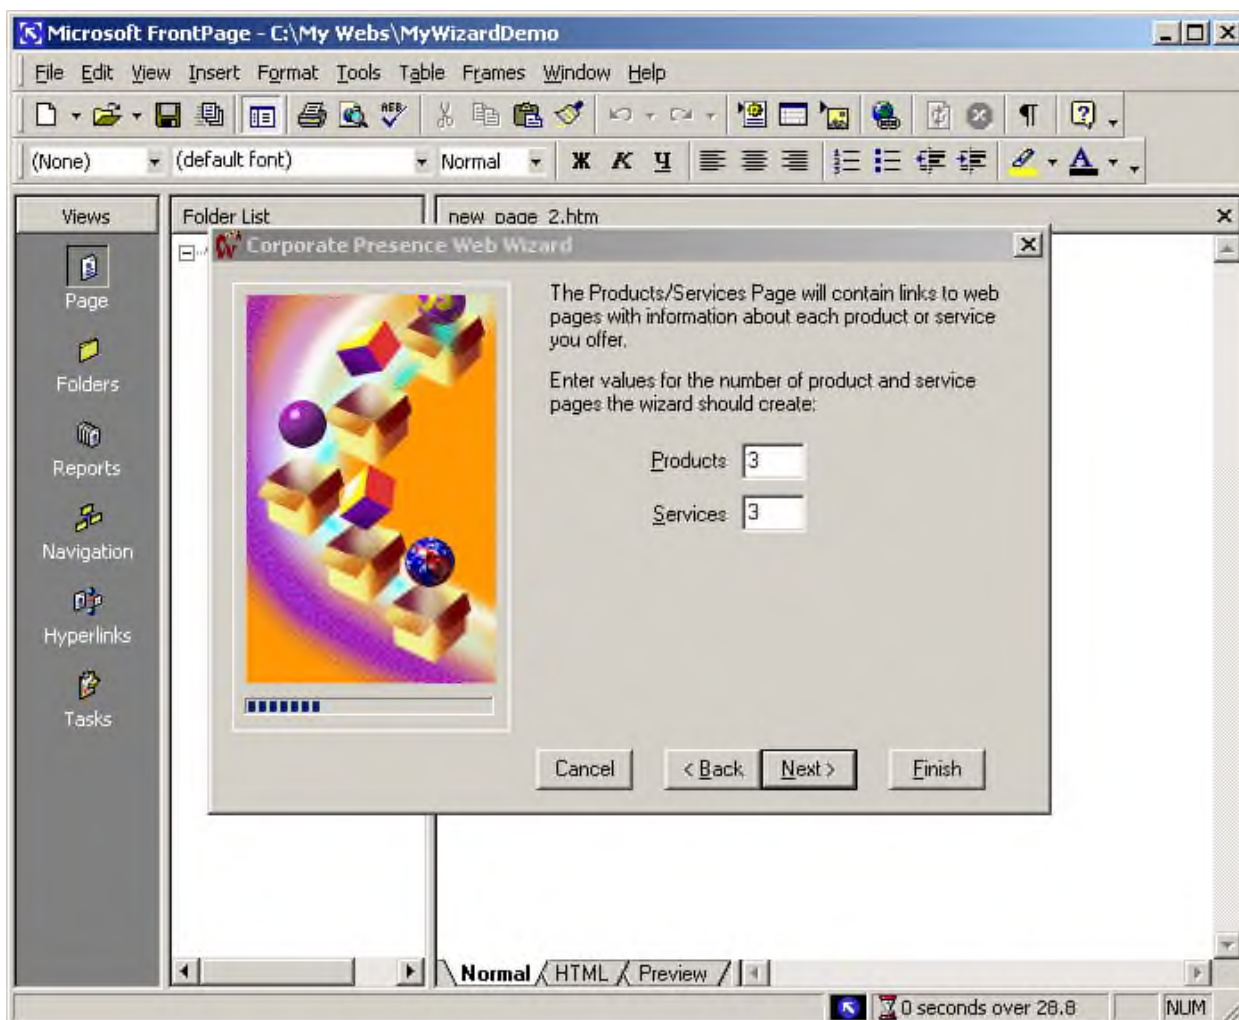 Microsoft FrontPage - C:\My Webs\MyWizardDemo
File Edit View Insert Format Tools Table Frames Window Help
(None) (default font) Normal Ж К Ч A
Views Folder List new_page_2.htm
Corporate Presence Web Wizard
Page
Folders
Reports
Navigation
Hyperlinks
Tasks
The Products/Services Page will contain links to web
pages with information about each product or service
you offer.
Enter values for the number of product and service
pages the wizard should create:
Products 3
Services 3
Cancel < Back Next > Finish
Normal HTML Preview
0 seconds over 28.8 NUM